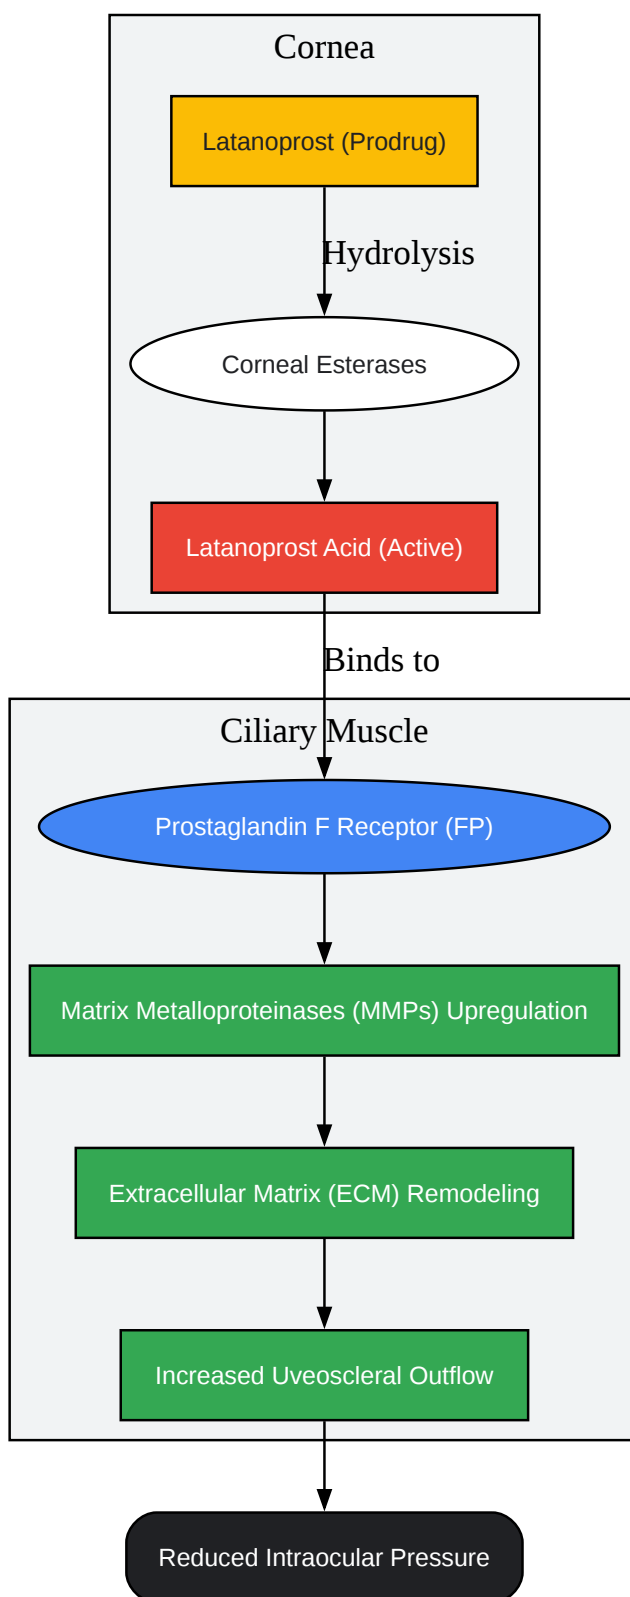 Cornea
Latanoprost (Prodrug)
Hydrolysis
Corneal Esterases
Latanoprost Acid (Active)
Binds to
Ciliary Muscle
Prostaglandin F Receptor (FP)
Matrix Metalloproteinases (MMPs) Upregulation
Extracellular Matrix (ECM) Remodeling
Increased Uveoscleral Outflow
Reduced Intraocular Pressure